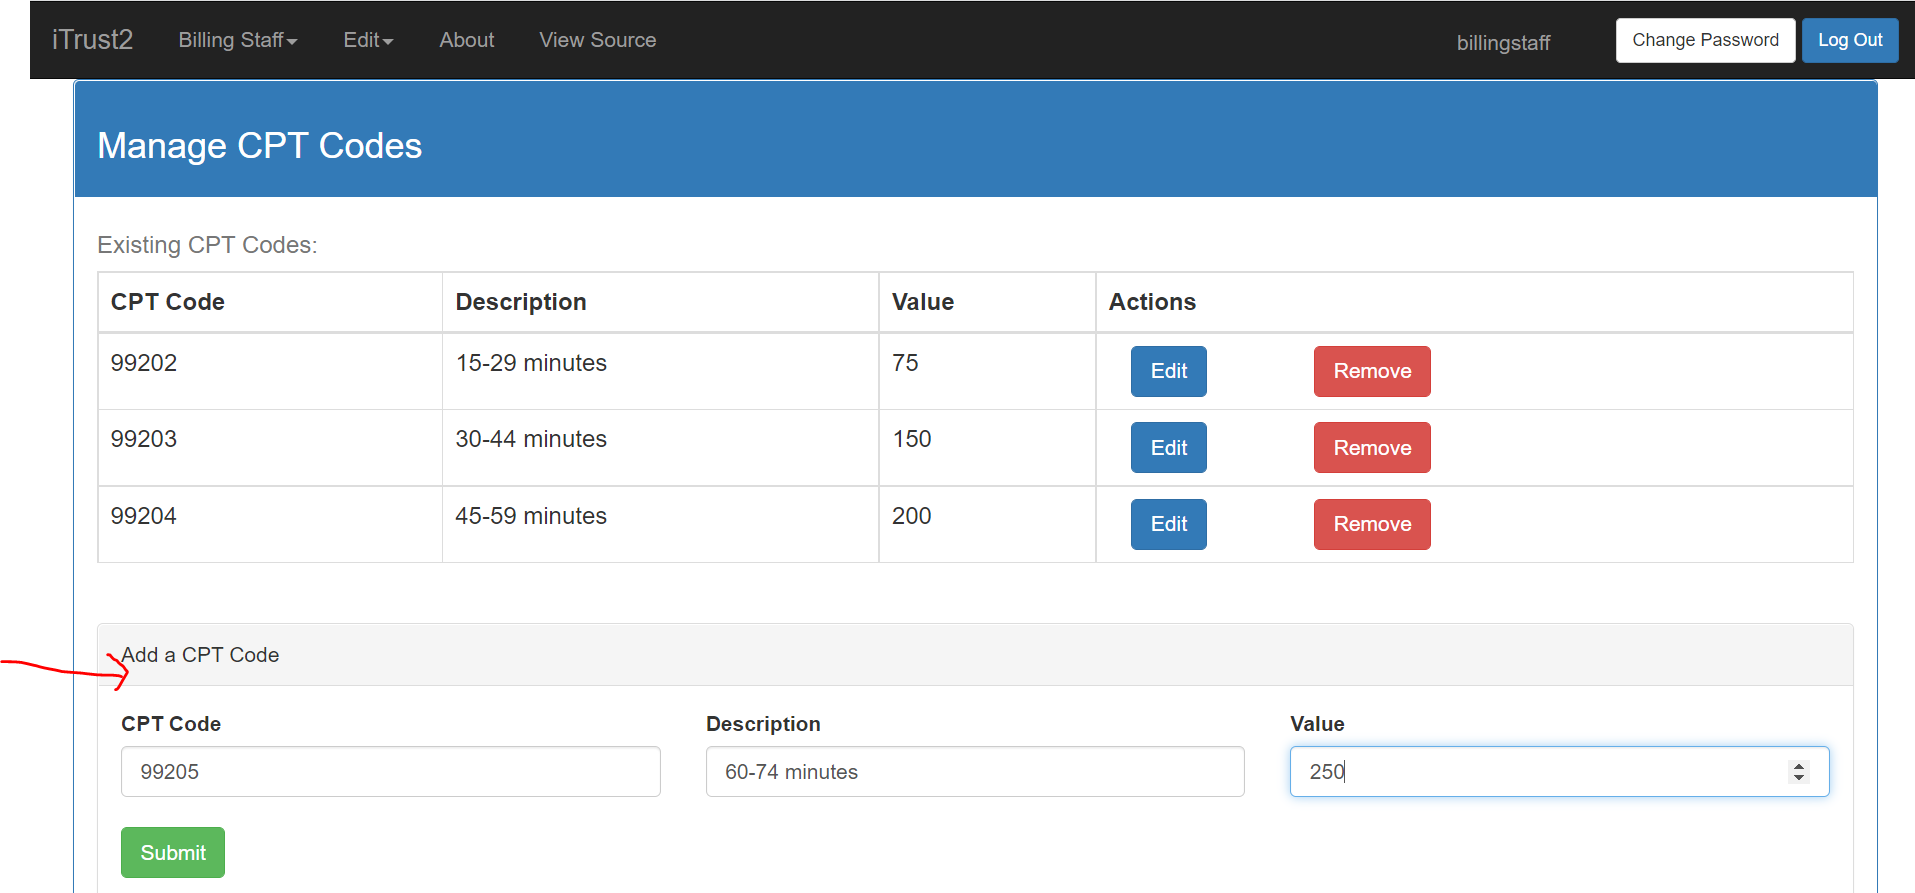 iTrust2 Billing Staff Edit About View Source billingstaff Change Password Log Out
Manage CPT Codes
Existing CPT Codes:
CPT Code Description Value Actions
99202 15-29 minutes 75 Edit Remove
99203 30-44 minutes 150 Edit Remove
99204 45-59 minutes 200 Edit Remove
Add a CPT Code
CPT Code Description Value
99205 60-74 minutes 250
Submit